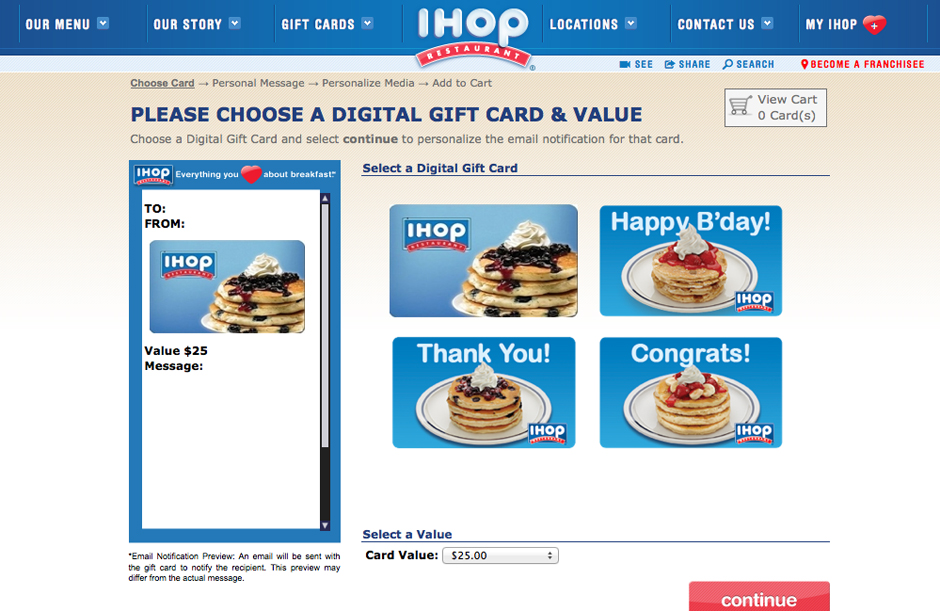 OUR MENU
OUR STORY
GIFT CARDS
IHOP
RESTAURANT
LOCATIONS
CONTACT US
MY IHOP
SEE
SHARE
SEARCH
BECOME A FRANCHISEE
Choose Card → Personal Message → Personalize Media → Add to Cart
View Cart
0 Card(s)
PLEASE CHOOSE A DIGITAL GIFT CARD & VALUE
Choose a Digital Gift Card and select continue to personalize the email notification for that card.
IHOP
RESTAURANT
Everything you ❤ about breakfast℠
TO:
FROM:
IHOP
RESTAURANT
Value $25
Message:
*Email Notification Preview: An email will be sent with
the gift card to notify the recipient. This preview may
differ from the actual message.
Select a Digital Gift Card
IHOP
RESTAURANT
Happy B'day!
IHOP
RESTAURANT
Thank You!
IHOP
RESTAURANT
Congrats!
IHOP
RESTAURANT
Select a Value
Card Value: $25.00
continue